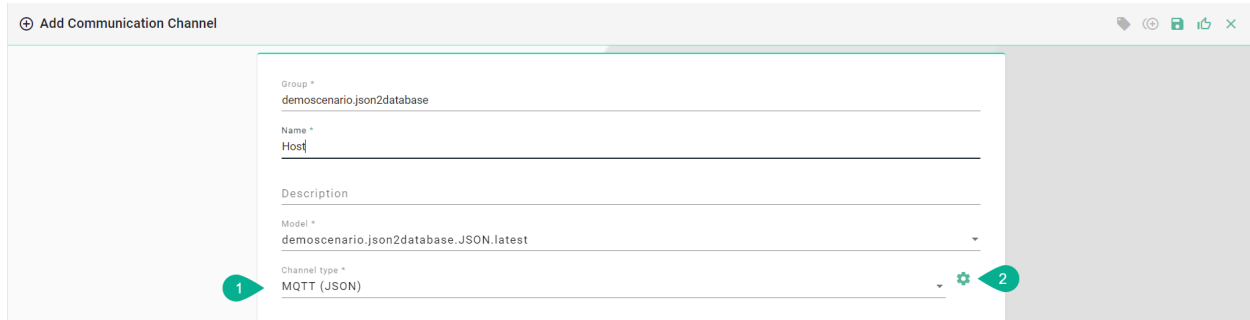 Add Communication Channel
Group *
demoscenario.json2database
Name *
Host
Description
Model *
demoscenario.json2database.JSON.latest
Channel type *
1
MQTT (JSON)
2